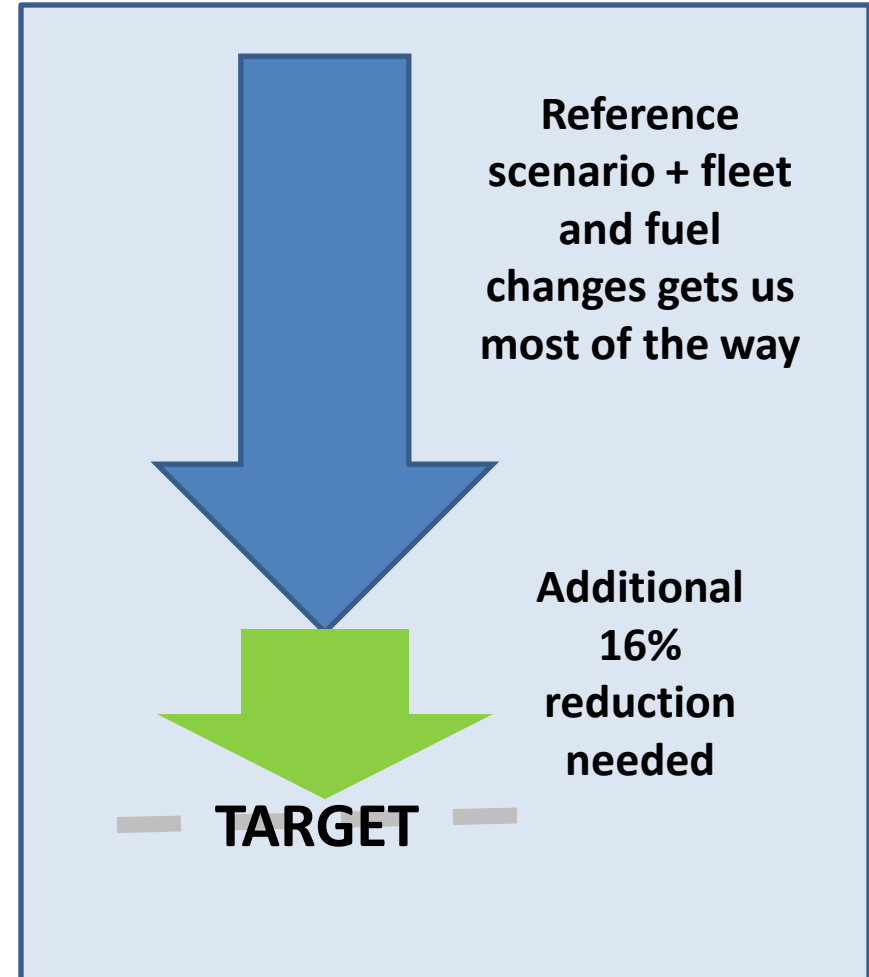 Reference
scenario + fleet
and fuel
changes gets us
most of the way
Additional
16%
reduction
needed
TARGET